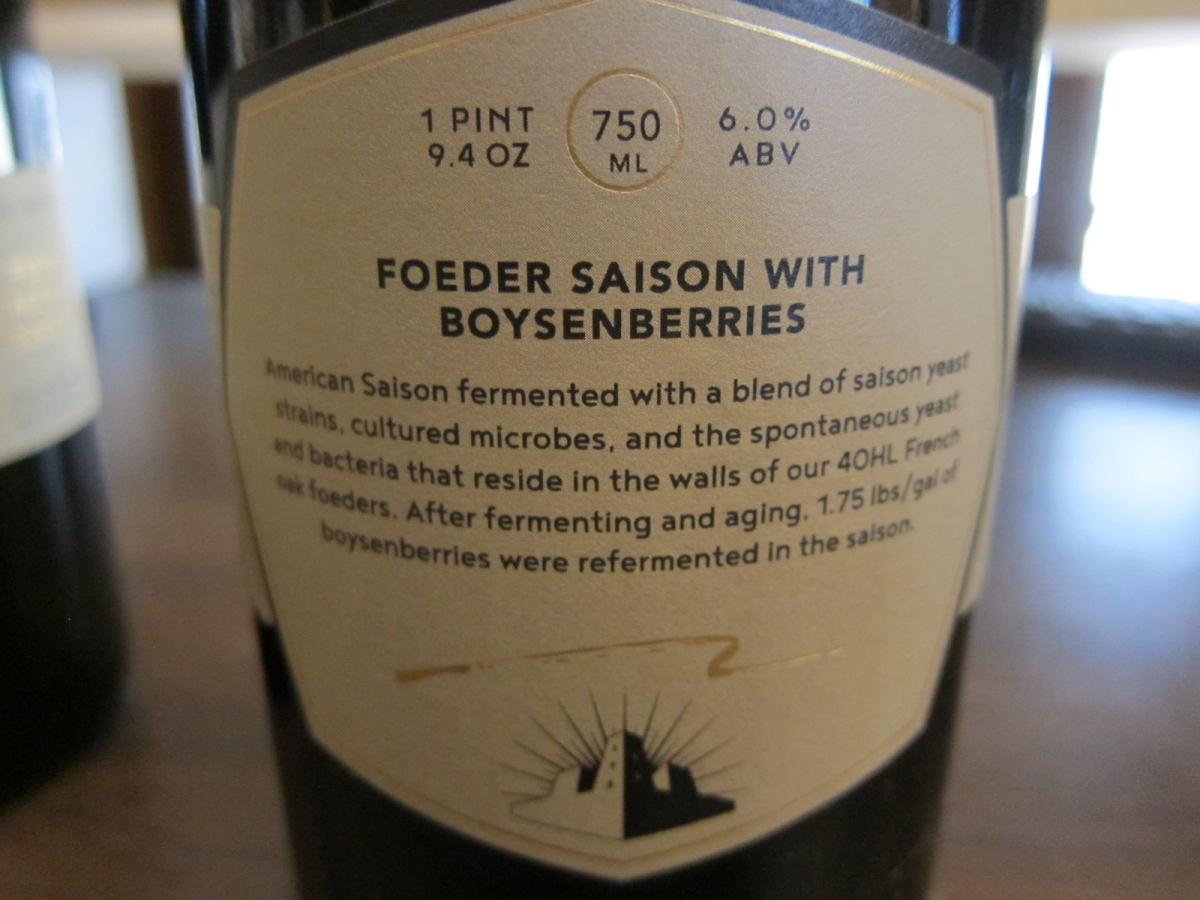 1 PINT 750 6.0%
9.4 OZ ML ABV
FOEDER SAISON WITH
BOYSENBERRIES
American Saison fermented with a blend of saison yeast
strains, cultured microbes, and the spontaneous yeast
and bacteria that reside in the walls of our 40HL French
oak foeders. After fermenting and aging, 1.75 lbs/gal of
boysenberries were refermented in the saison.